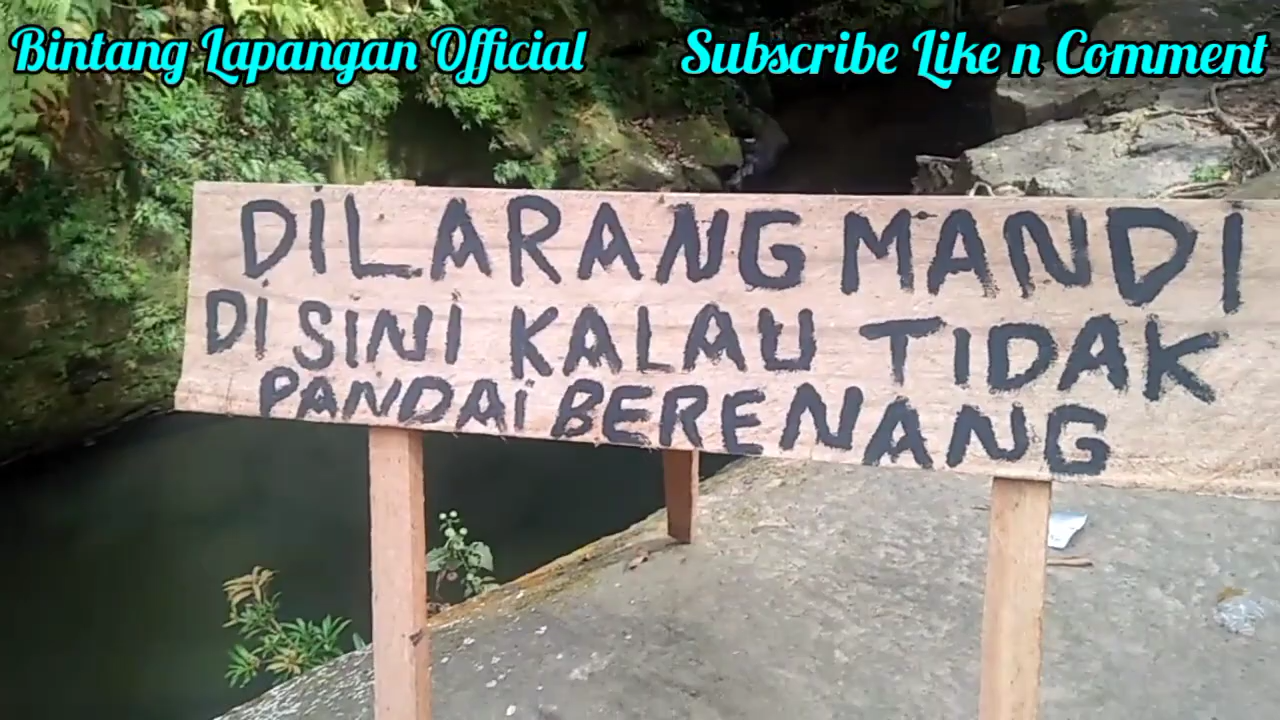 Bintang Lapangan Official
Subscribe Like n Comment
DILARANG MANDI
DI SINI KALAU TIDAK
PANDAI BERENANG